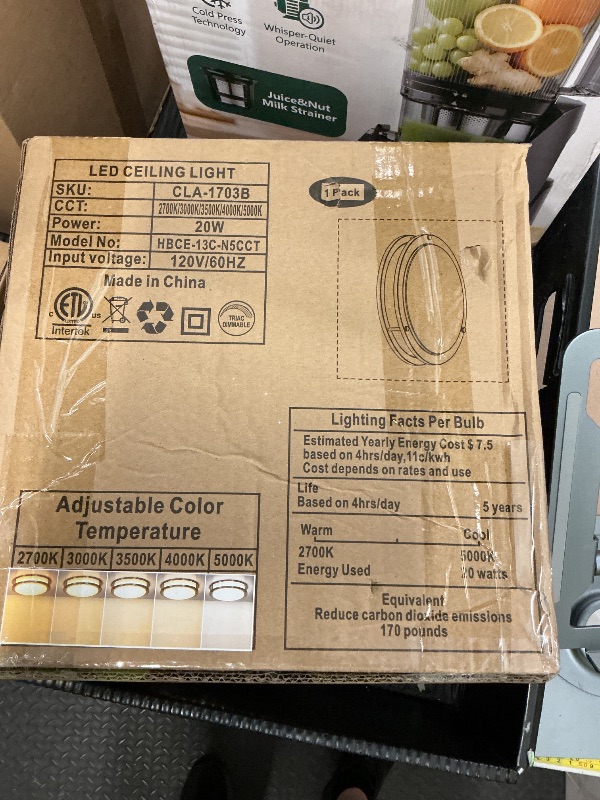 Cold Press
Technology
Whisper-Quiet
Operation
Juice&Nut
Milk Strainer
LED CEILING LIGHT
SKU: CLA-1703B
CCT: 2700K/3000K/3500K/4000K/5000K
Power: 20W
Model No: HBCE-13C-N5CCT
Input voltage: 120V/60HZ
Made in China
c ETL us
Intertek
TRIAC
DIMMABLE
1 Pack
Lighting Facts Per Bulb
Estimated Yearly Energy Cost $ 7.5
based on 4hrs/day,11c/kwh
Cost depends on rates and use
Life
Based on 4hrs/day 5 years
Warm Cool
2700K 5000K
Energy Used 20 watts
Equivalent
Reduce carbon dioxide emissions
170 pounds
Adjustable Color
Temperature
2700K 3000K 3500K 4000K 5000K